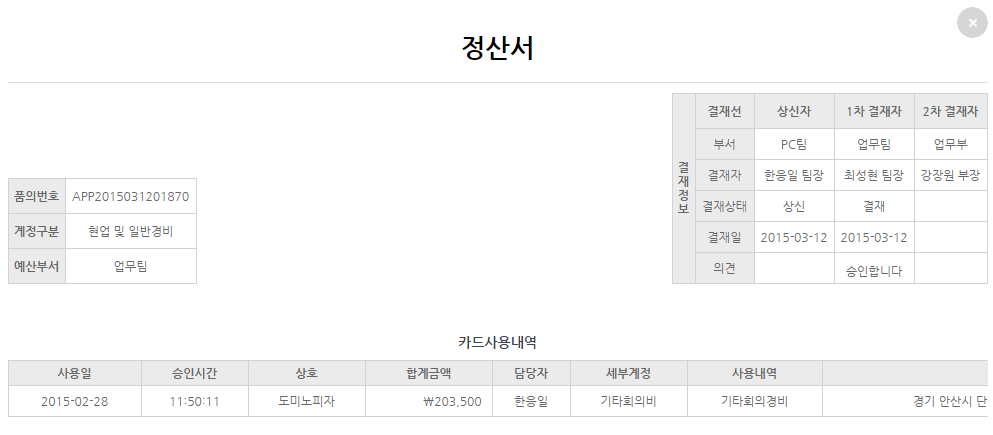 ×
정산서
결재정보
결재선 상신자 1차 결재자 2차 결재자
부서 PC팀 업무팀 업무부
결재자 한응일 팀장 최성현 팀장 강장원 부장
결재상태 상신 결재
결재일 2015-03-12 2015-03-12
의견 승인합니다
품의번호 APP2015031201870
계정구분 현업 및 일반경비
예산부서 업무팀
카드사용내역
사용일 승인시간 상호 합계금액 담당자 세부계정 사용내역
2015-02-28 11:50:11 도미노피자 ₩203,500 한응일 기타회의비 기타회의경비 경기 안산시 단